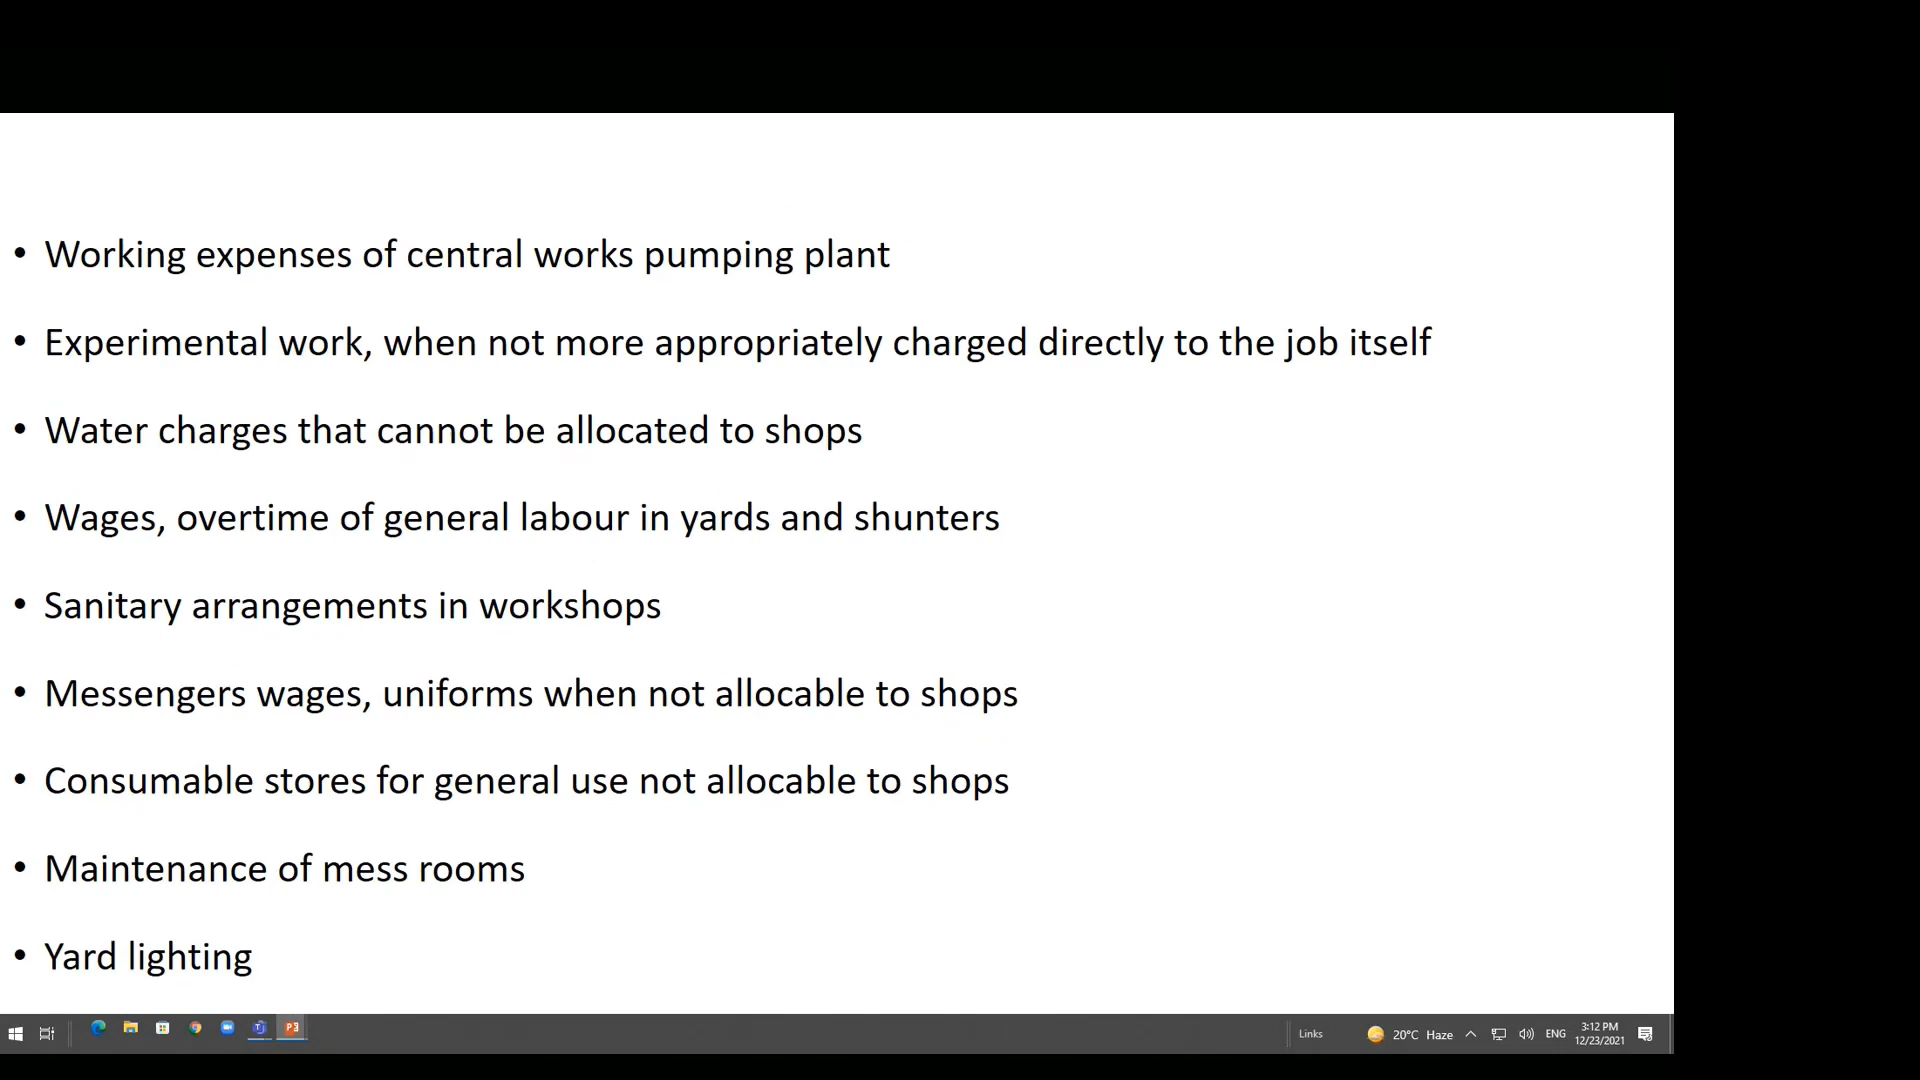 • Working expenses of central works pumping plant
• Experimental work, when not more appropriately charged directly to the job itself
• Water charges that cannot be allocated to shops
• Wages, overtime of general labour in yards and shunters
• Sanitary arrangements in workshops
• Messengers wages, uniforms when not allocable to shops
• Consumable stores for general use not allocable to shops
• Maintenance of mess rooms
• Yard lighting
Links 20°C Haze ENG 3:12 PM
12/23/2021